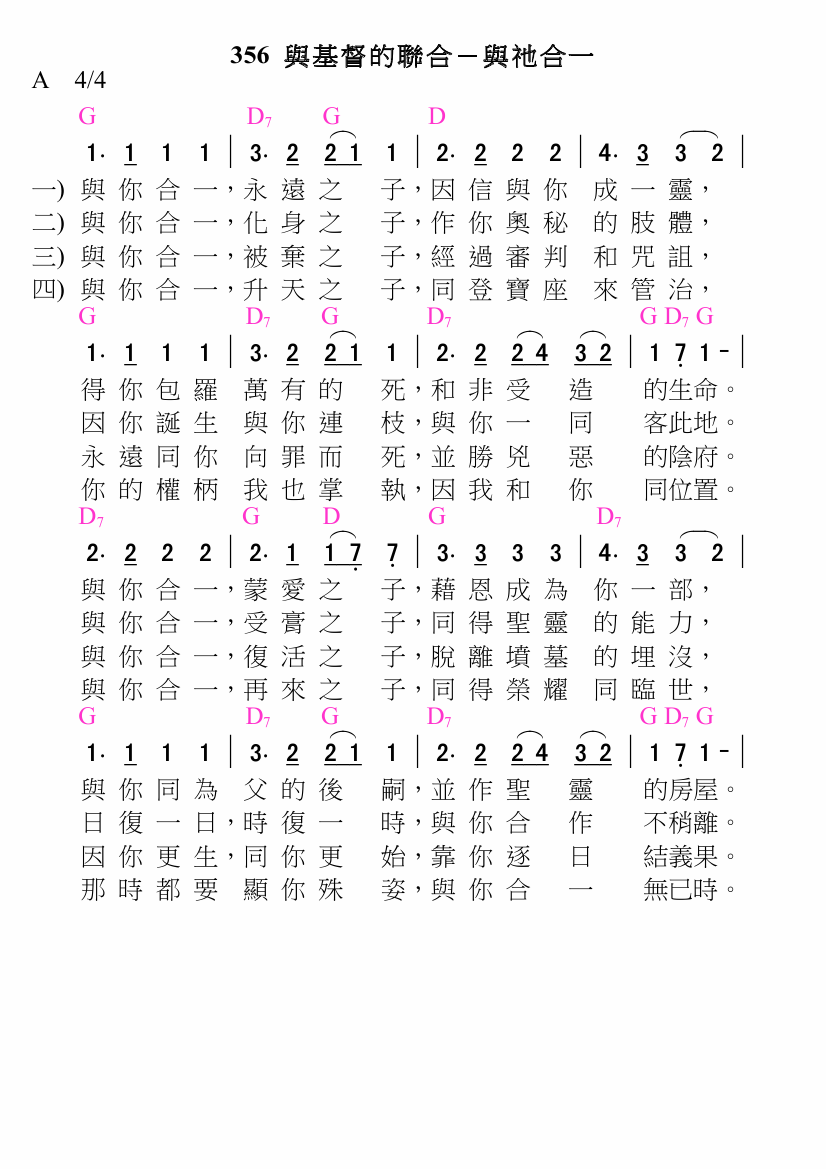 356 與基督的聯合－與祂合一
A 4/4
G D7 G D
1· 1 1 1 | 3· 2 2 1 1 | 2· 2 2 2 | 4· 3 3 2 |
一) 與你合一，永遠之子，因信與你成一靈，
二) 與你合一，化身之子，作你奧秘的肢體，
三) 與你合一，被棄之子，經過審判和咒詛，
四) 與你合一，升天之子，同登寶座來管治，
G D7 G D7 G D7 G
1· 1 1 1 | 3· 2 2 1 1 | 2· 2 2 4 3 2 | 1 7̣ 1 - |
得你包羅萬有的死，和非受造的生命。
因你誕生與你連枝，與你一同客此地。
永遠同你向罪而死，並勝兇惡的陰府。
你的權柄我也掌執，因我和你同位置。
D7 G D G D7
2· 2 2 2 | 2· 1 1 7̣ 7̣ | 3· 3 3 3 | 4· 3 3 2 |
與你合一，蒙愛之子，藉恩成為你一部，
與你合一，受膏之子，同得聖靈的能力，
與你合一，復活之子，脫離墳墓的埋沒，
與你合一，再來之子，同得榮耀同臨世，
G D7 G D7 G D7 G
1· 1 1 1 | 3· 2 2 1 1 | 2· 2 2 4 3 2 | 1 7̣ 1 - |
與你同為父的後嗣，並作聖靈的房屋。
日復一日，時復一時，與你合作不稍離。
因你更生，同你更始，靠你逐日結義果。
那時都要顯你殊姿，與你合一無已時。